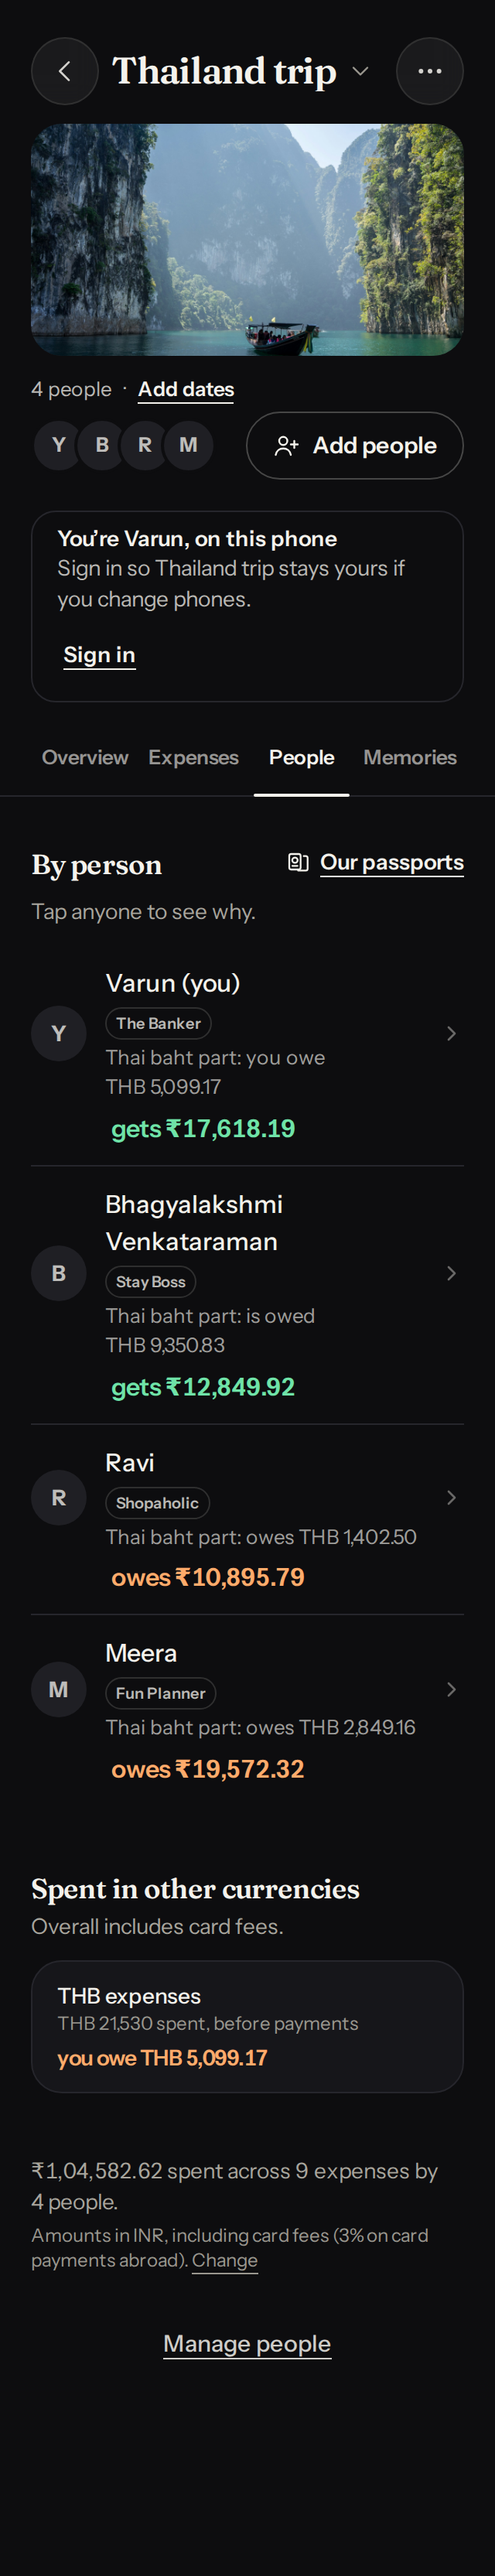 Thailand trip
4 people · Add dates
Y B R M
Add people
You’re Varun, on this phone
Sign in so Thailand trip stays yours if
you change phones.
Sign in
Overview Expenses People Memories
By person
Our passports
Tap anyone to see why.
Y
Varun (you)
The Banker
Thai baht part: you owe
THB 5,099.17
gets ₹17,618.19
B
Bhagyalakshmi
Venkataraman
Stay Boss
Thai baht part: is owed
THB 9,350.83
gets ₹12,849.92
R
Ravi
Shopaholic
Thai baht part: owes THB 1,402.50
owes ₹10,895.79
M
Meera
Fun Planner
Thai baht part: owes THB 2,849.16
owes ₹19,572.32
Spent in other currencies
Overall includes card fees.
THB expenses
THB 21,530 spent, before payments
you owe THB 5,099.17
₹1,04,582.62 spent across 9 expenses by
4 people.
Amounts in INR, including card fees (3% on card
payments abroad). Change
Manage people